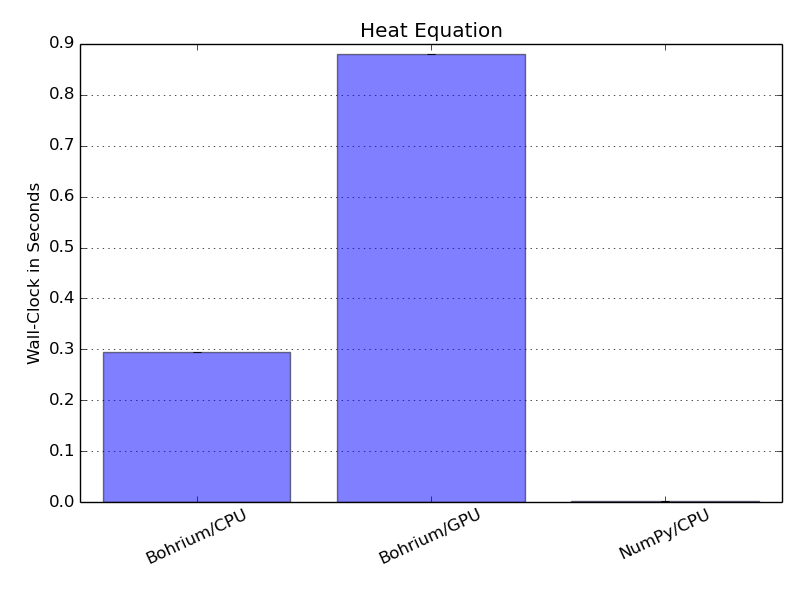 Heat Equation
0.9
0.8
0.7
0.6
0.5
0.4
0.3
0.2
0.1
0.0
Wall-Clock in Seconds
Bohrium/CPU
Bohrium/GPU
NumPy/CPU